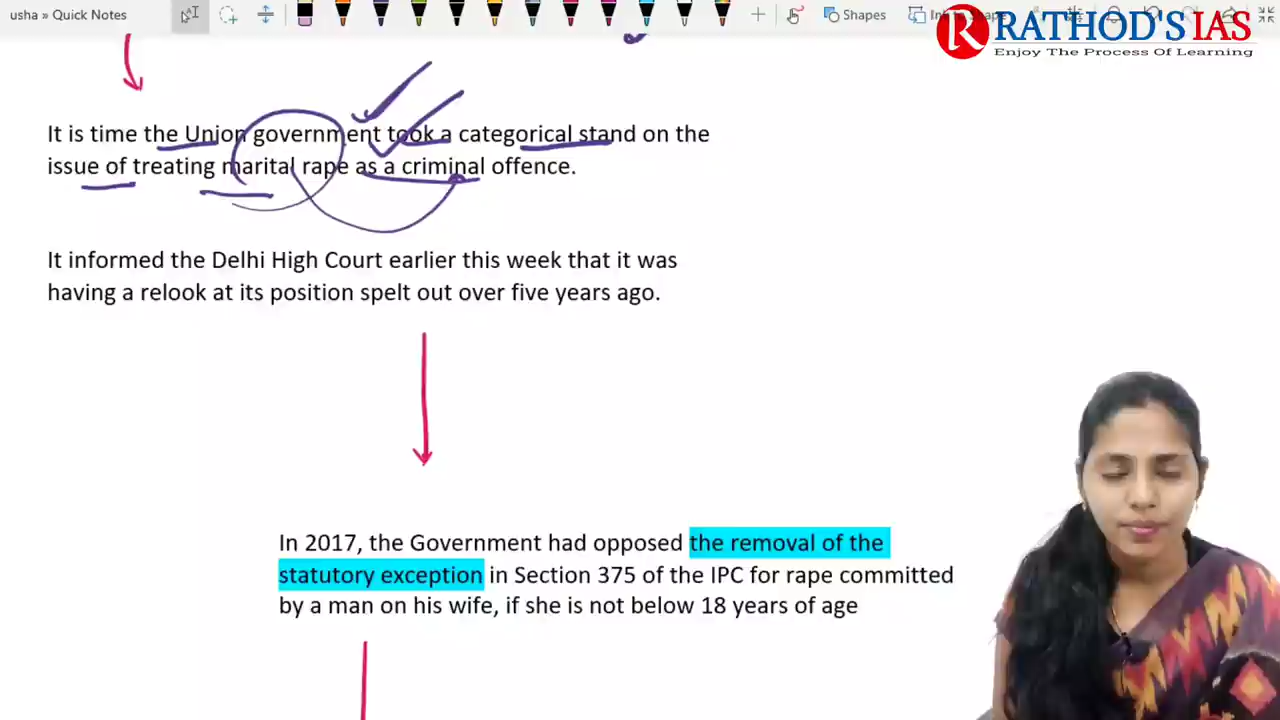 usha » Quick Notes
Shapes
RATHOD'S IAS
Enjoy The Process Of Learning
It is time the Union government took a categorical stand on the
issue of treating marital rape as a criminal offence.
It informed the Delhi High Court earlier this week that it was
having a relook at its position spelt out over five years ago.
In 2017, the Government had opposed the removal of the
statutory exception in Section 375 of the IPC for rape committed
by a man on his wife, if she is not below 18 years of age